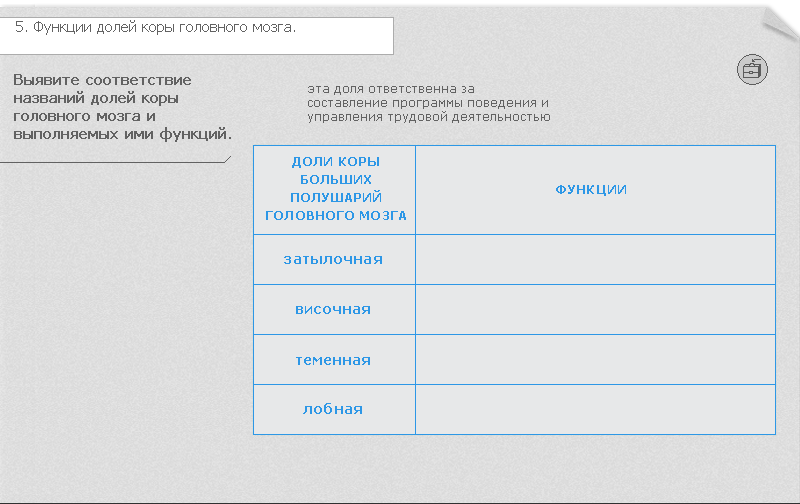 5. Функции долей коры головного мозга.
Выявите соответствие
названий долей коры
головного мозга и
выполняемых ими функций.
эта доля ответственна за
составление программы поведения и
управления трудовой деятельностью
ДОЛИ КОРЫ
БОЛЬШИХ
ПОЛУШАРИЙ
ГОЛОВНОГО МОЗГА
ФУНКЦИИ
затылочная
височная
теменная
лобная